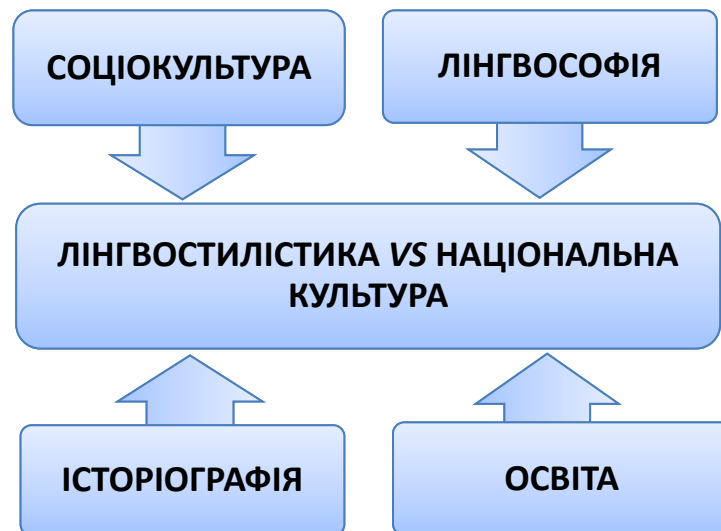 СОЦІОКУЛЬТУРА
ЛІНГВОСОФІЯ
ЛІНГВОСТИЛІСТИКА VS НАЦІОНАЛЬНА
КУЛЬТУРА
ІСТОРІОГРАФІЯ
ОСВІТА